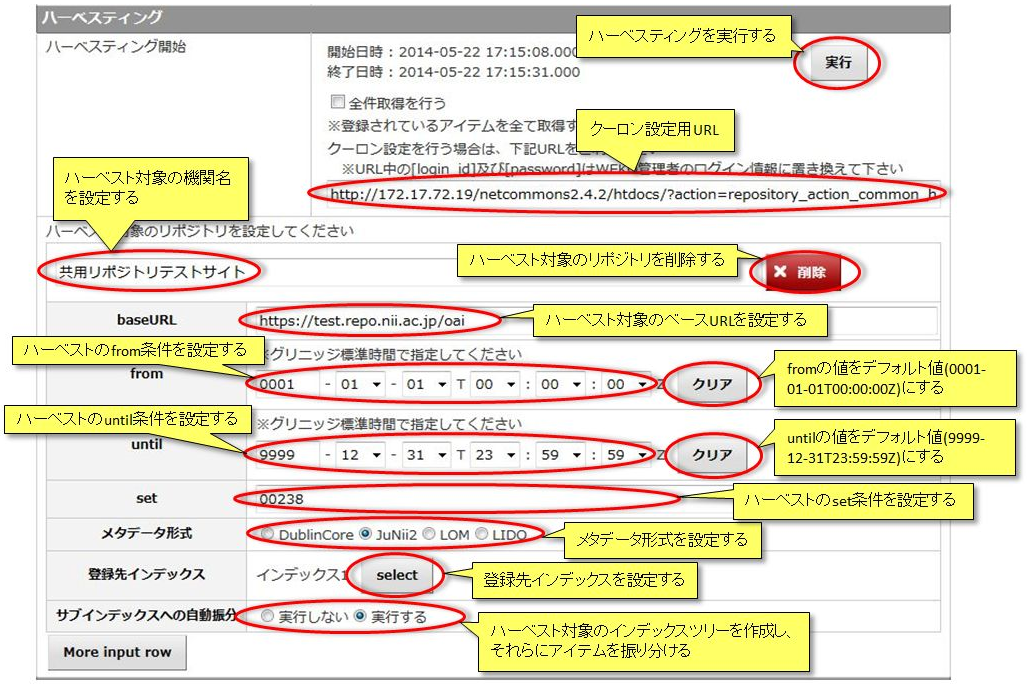 ハーベスティング
ハーベスティング開始
開始日時 : 2014-05-22 17:15:08.000
終了日時 : 2014-05-22 17:15:31.000
ハーベスティングを実行する
実行
全件取得を行う
※登録されているアイテムを全て取得す
クーロン設定を行う場合は、下記URLを
クーロン設定用URL
※URL中の[login_id]及び[password]はWEK 管理者のログイン情報に置き換えて下さい
http://172.17.72.19/netcommons2.4.2/htdocs/?action=repository_action_common_h
ハーベスト対象の機関名
を設定する
ハーベスト対象のリポジトリを設定してください
共用リポジトリテストサイト
ハーベスト対象のリポジトリを削除する
削除
baseURL
https://test.repo.nii.ac.jp/oai
ハーベスト対象のベースURLを設定する
ハーベストのfrom条件を設定する
※グリニッジ標準時間で指定してください
from
0001 - 01 - 01 T 00 : 00 : 00 Z
クリア
fromの値をデフォルト値(0001-
01-01T00:00:00Z)にする
ハーベストのuntil条件を設定する
※グリニッジ標準時間で指定してください
until
9999 - 12 - 31 T 23 : 59 : 59 Z
クリア
untilの値をデフォルト値(9999-
12-31T23:59:59Z)にする
set
00238
ハーベストのset条件を設定する
メタデータ形式
DublinCore JuNii2 LOM LIDO
メタデータ形式を設定する
登録先インデックス
インデックス1
select
登録先インデックスを設定する
サブインデックスへの自動振分
実行しない 実行する
ハーベスト対象のインデックスツリーを作成し、
それらにアイテムを振り分ける
More input row